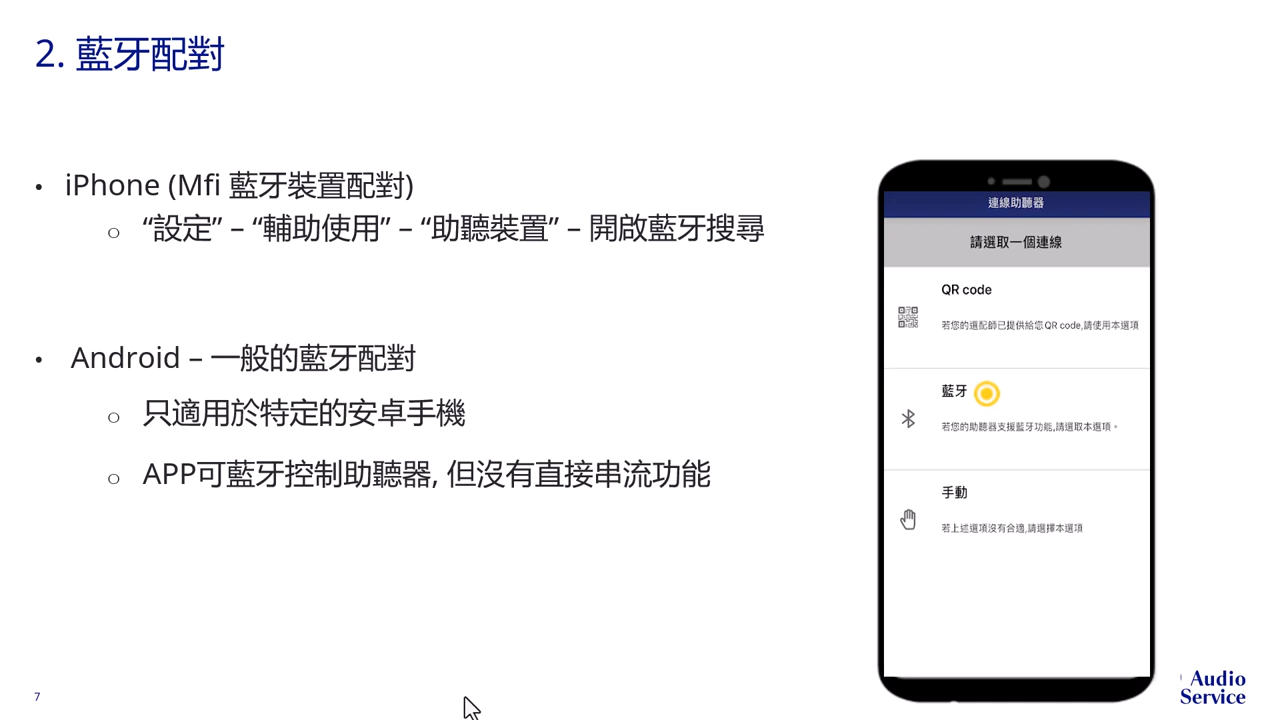 2. 藍牙配對
• iPhone (Mfi 藍牙裝置配對)
○ “設定” – “輔助使用” – “助聽裝置” – 開啟藍牙搜尋
• Android – 一般的藍牙配對
○ 只適用於特定的安卓手機
○ APP可藍牙控制助聽器, 但沒有直接串流功能
連線助聽器
請選取一個連線
QR code
若您的選配師已提供給您QR code,請使用本選項
藍牙
若您的助聽器支援藍牙功能,請選取本選項。
手動
若上述選項沒有合適,請選擇本選項
7
Audio
Service